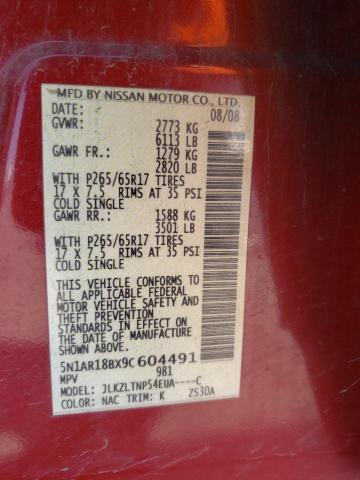 MFD BY NISSAN MOTOR CO., LTD.
DATE: 08/08
GVWR: 2773 KG
6113 LB
GAWR FR.: 1279 KG
2820 LB
WITH P265/65R17 TIRES
17 X 7.5 RIMS AT 35 PSI
COLD SINGLE
GAWR RR.: 1588 KG
3501 LB
WITH P265/65R17 TIRES
17 X 7.5 RIMS AT 35 PSI
COLD SINGLE
THIS VEHICLE CONFORMS TO
ALL APPLICABLE FEDERAL
MOTOR VEHICLE SAFETY AND
THEFT PREVENTION
STANDARDS IN EFFECT ON
THE DATE OF MANUFACTURE
SHOWN ABOVE.
5N1AR18BX9C604491
MPV 981
MODEL: JLKZLTNP54EUA----C
COLOR: NAC TRIM: K ZS30A